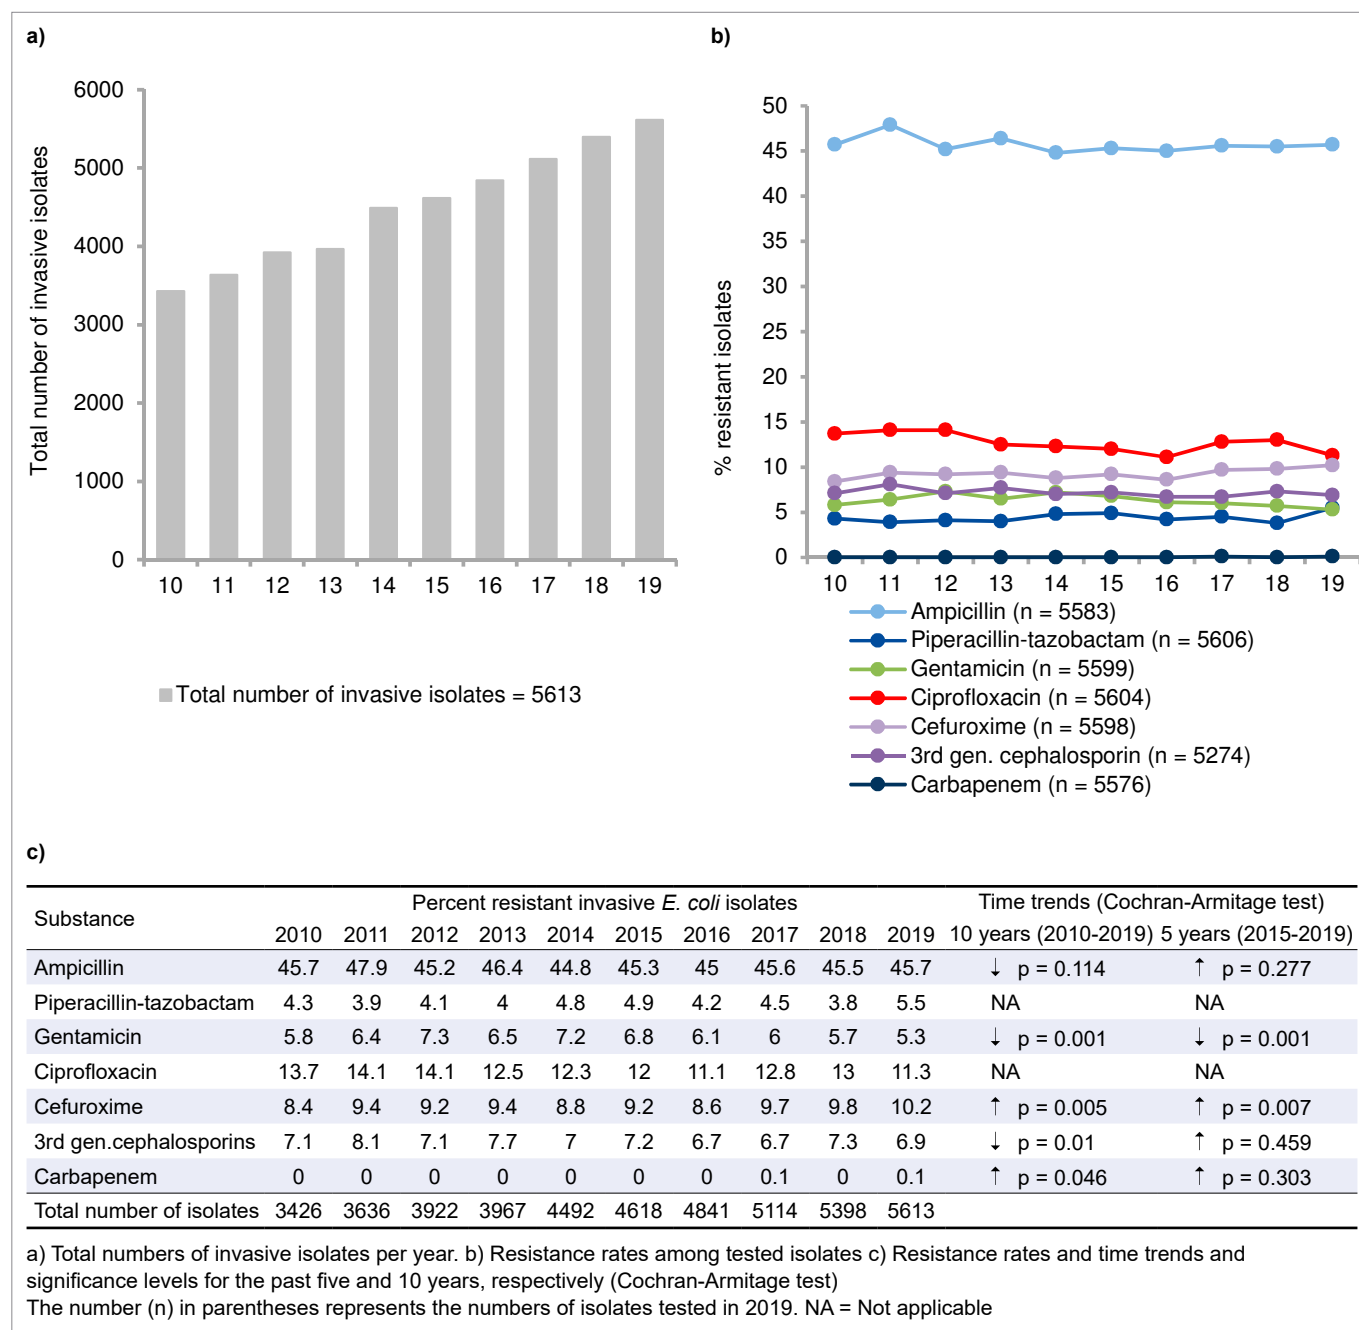 a)
Total number of invasive isolates
6000
5000
4000
3000
2000
1000
0
10 11 12 13 14 15 16 17 18 19
Total number of invasive isolates = 5613
b)
% resistant isolates
50
45
40
35
30
25
20
15
10
5
0
10 11 12 13 14 15 16 17 18 19
Ampicillin (n = 5583)
Piperacillin-tazobactam (n = 5606)
Gentamicin (n = 5599)
Ciprofloxacin (n = 5604)
Cefuroxime (n = 5598)
3rd gen. cephalosporin (n = 5274)
Carbapenem (n = 5576)
c)
Substance Percent resistant invasive E. coli isolates Time trends (Cochran-Armitage test)
2010 2011 2012 2013 2014 2015 2016 2017 2018 2019 10 years (2010-2019) 5 years (2015-2019)
Ampicillin 45.7 47.9 45.2 46.4 44.8 45.3 45 45.6 45.5 45.7 ↓ p = 0.114 ↑ p = 0.277
Piperacillin-tazobactam 4.3 3.9 4.1 4 4.8 4.9 4.2 4.5 3.8 5.5 NA NA
Gentamicin 5.8 6.4 7.3 6.5 7.2 6.8 6.1 6 5.7 5.3 ↓ p = 0.001 ↓ p = 0.001
Ciprofloxacin 13.7 14.1 14.1 12.5 12.3 12 11.1 12.8 13 11.3 NA NA
Cefuroxime 8.4 9.4 9.2 9.4 8.8 9.2 8.6 9.7 9.8 10.2 ↑ p = 0.005 ↑ p = 0.007
3rd gen.cephalosporins 7.1 8.1 7.1 7.7 7 7.2 6.7 6.7 7.3 6.9 ↓ p = 0.01 ↑ p = 0.459
Carbapenem 0 0 0 0 0 0 0 0.1 0 0.1 ↑ p = 0.046 ↑ p = 0.303
Total number of isolates 3426 3636 3922 3967 4492 4618 4841 5114 5398 5613
a) Total numbers of invasive isolates per year. b) Resistance rates among tested isolates c) Resistance rates and time trends and
significance levels for the past five and 10 years, respectively (Cochran-Armitage test)
The number (n) in parentheses represents the numbers of isolates tested in 2019. NA = Not applicable